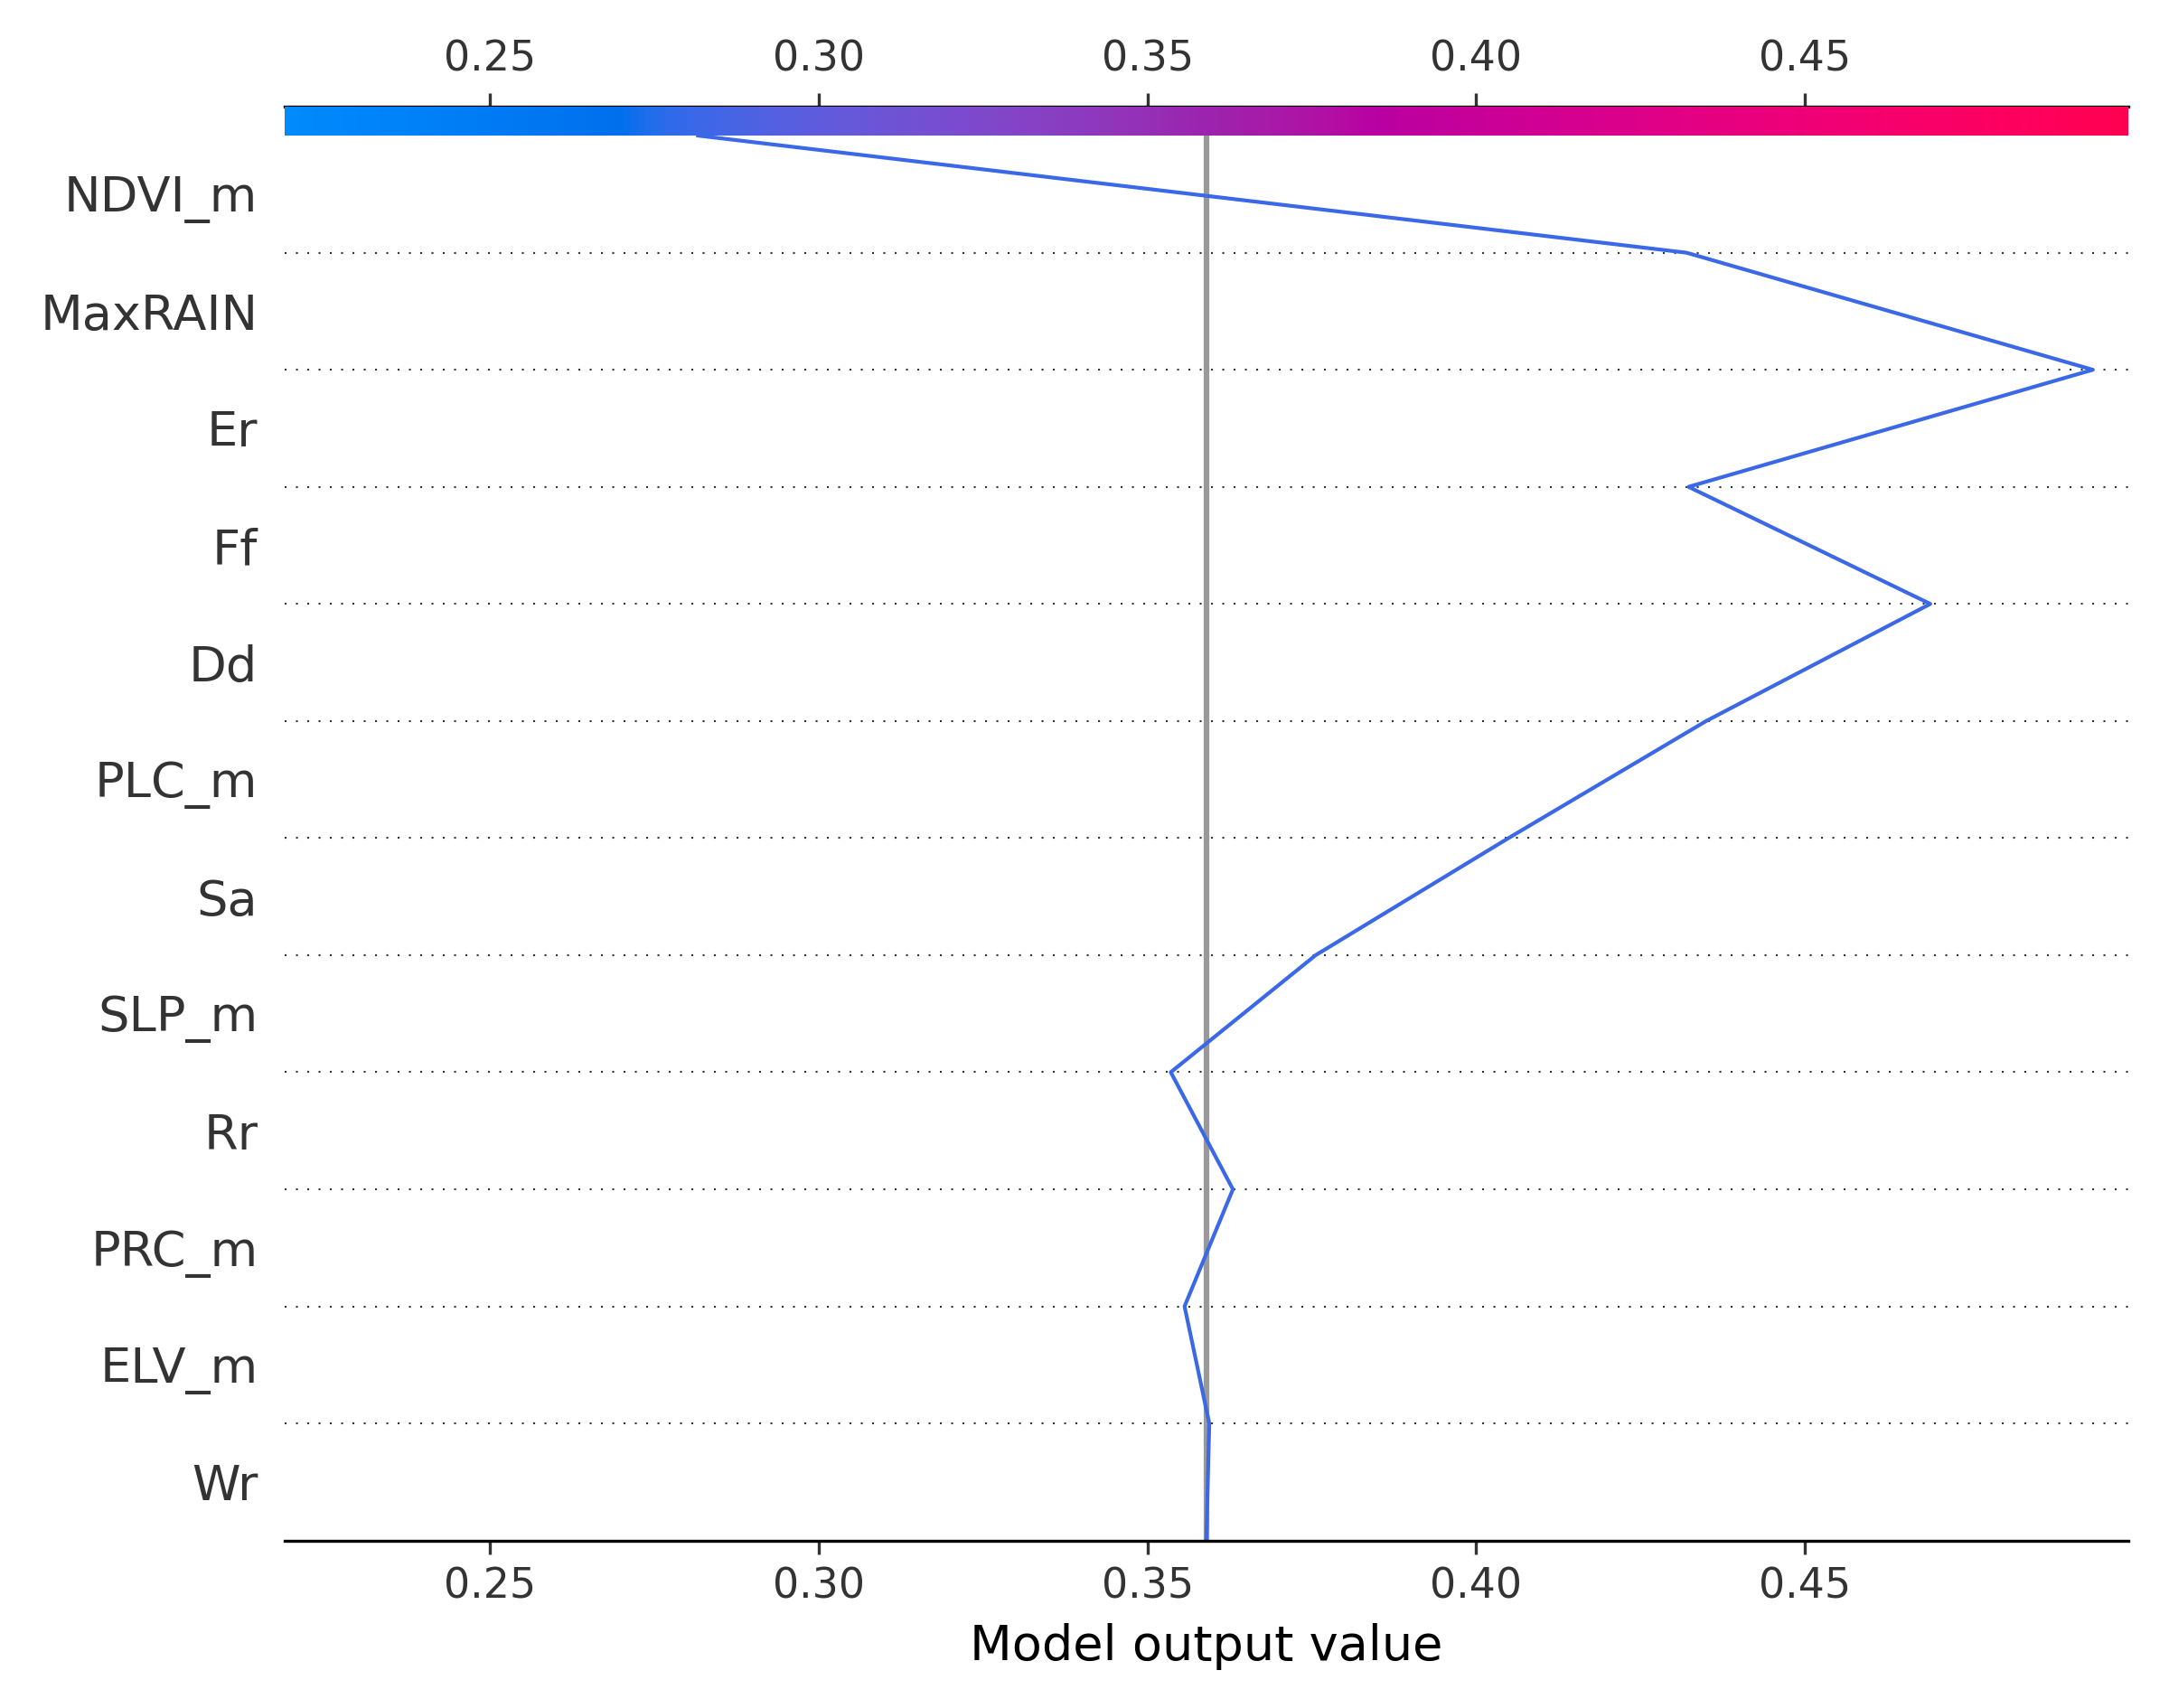 0.25 0.30 0.35 0.40 0.45
NDVI_m
MaxRAIN
Er
Ff
Dd
PLC_m
Sa
SLP_m
Rr
PRC_m
ELV_m
Wr
0.25 0.30 0.35 0.40 0.45
Model output value